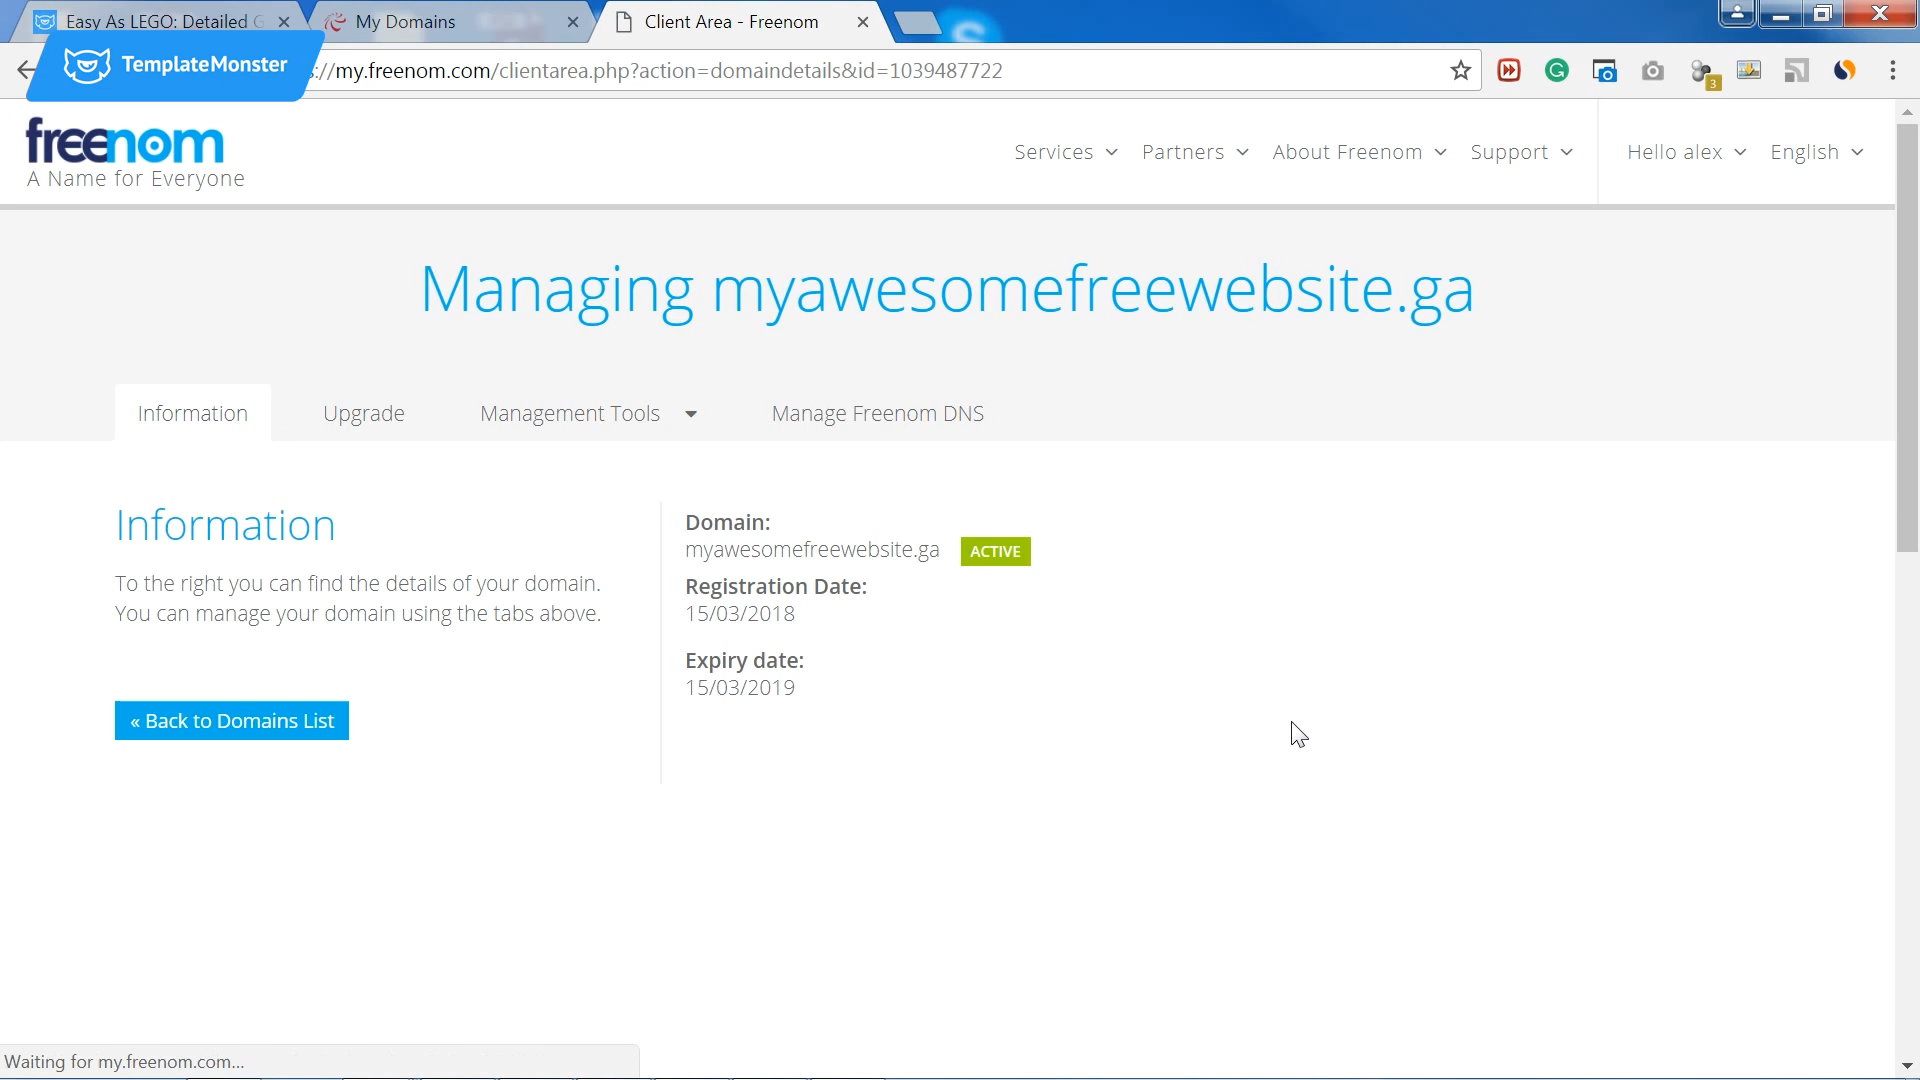 Easy As LEGO: Detailed G
My Domains
Client Area - Freenom
TemplateMonster
://my.freenom.com/clientarea.php?action=domaindetails&id=1039487722
3
freenom
A Name for Everyone
Services
Partners
About Freenom
Support
Hello alex
English
Managing myawesomefreewebsite.ga
Information
Upgrade
Management Tools
Manage Freenom DNS
Information
To the right you can find the details of your domain.
You can manage your domain using the tabs above.
« Back to Domains List
Domain:
myawesomefreewebsite.ga ACTIVE
Registration Date:
15/03/2018
Expiry date:
15/03/2019
Waiting for my.freenom.com...